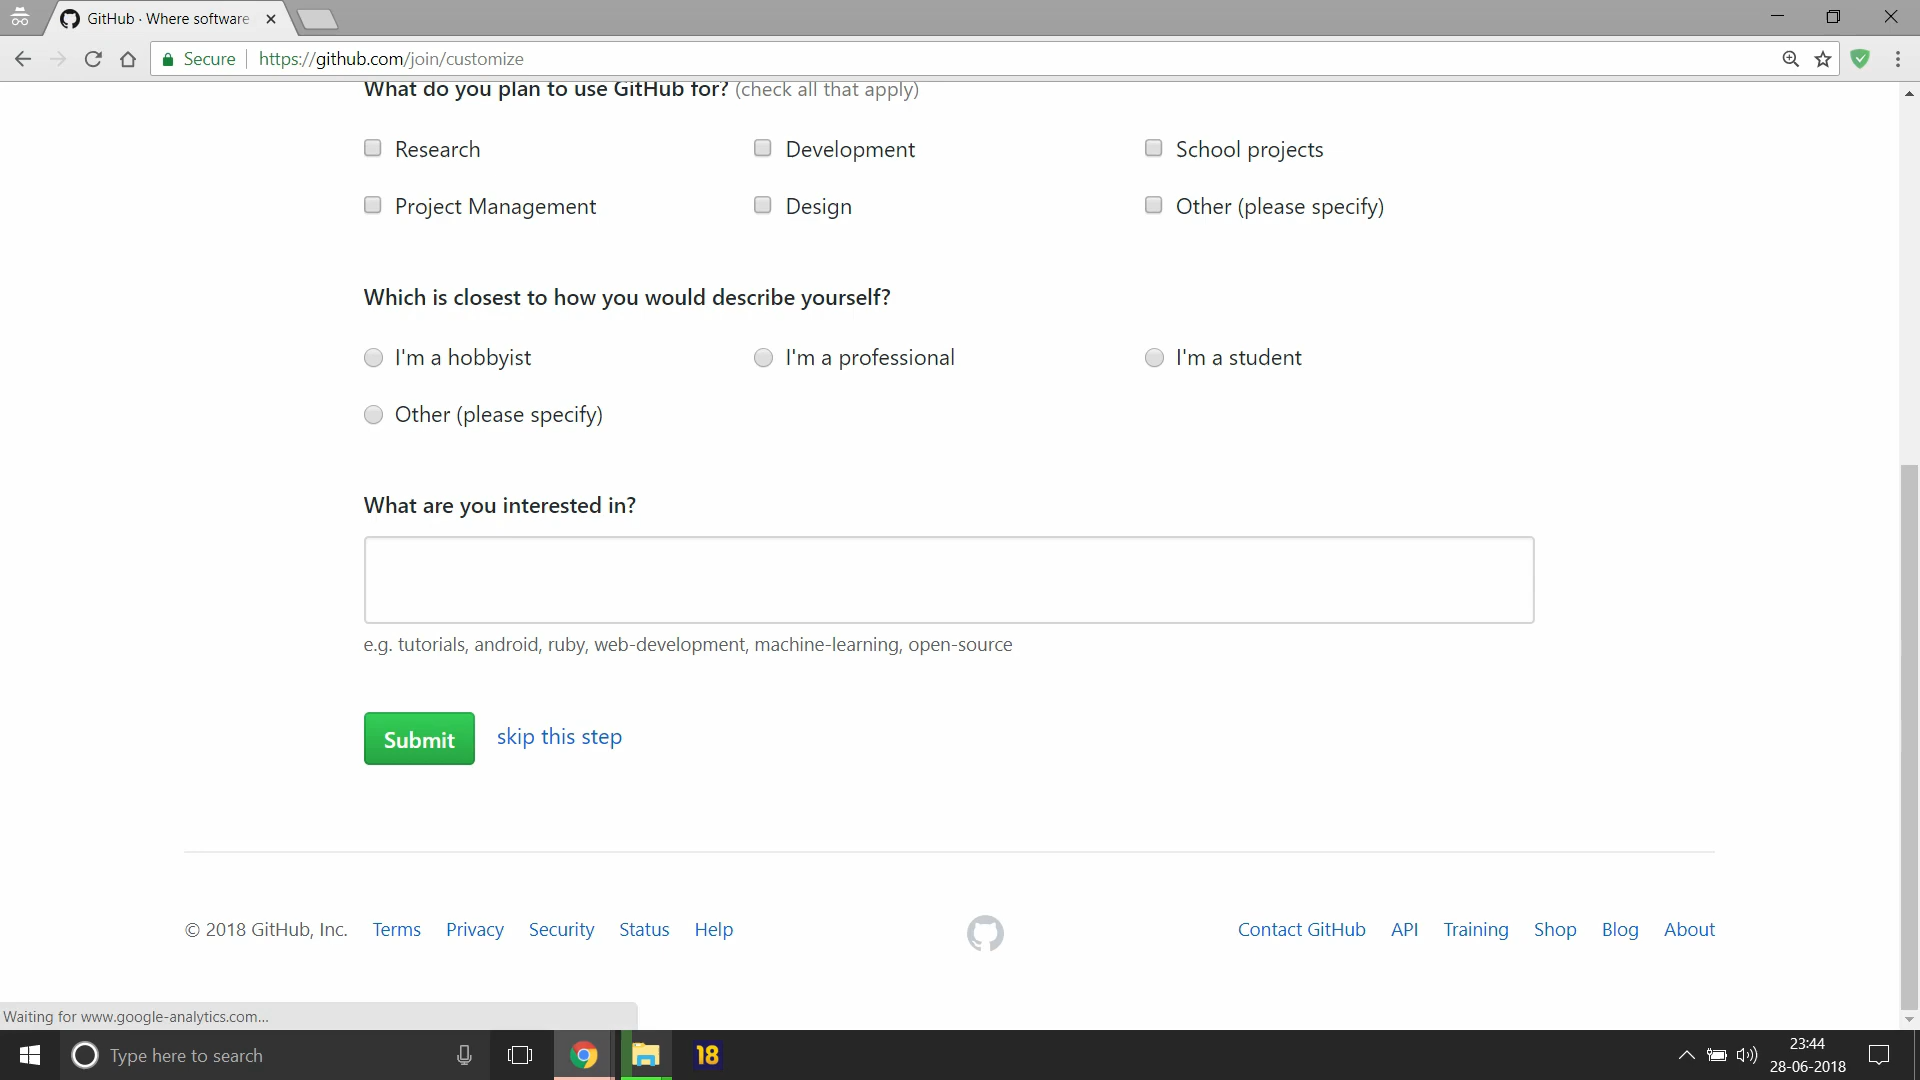 GitHub · Where software
Secure https://github.com/join/customize
What do you plan to use GitHub for? (check all that apply)
Research Development School projects
Project Management Design Other (please specify)
Which is closest to how you would describe yourself?
I'm a hobbyist I'm a professional I'm a student
Other (please specify)
What are you interested in?
e.g. tutorials, android, ruby, web-development, machine-learning, open-source
Submit skip this step
© 2018 GitHub, Inc. Terms Privacy Security Status Help Contact GitHub API Training Shop Blog About
Waiting for www.google-analytics.com...
Type here to search 18 23:44
28-06-2018